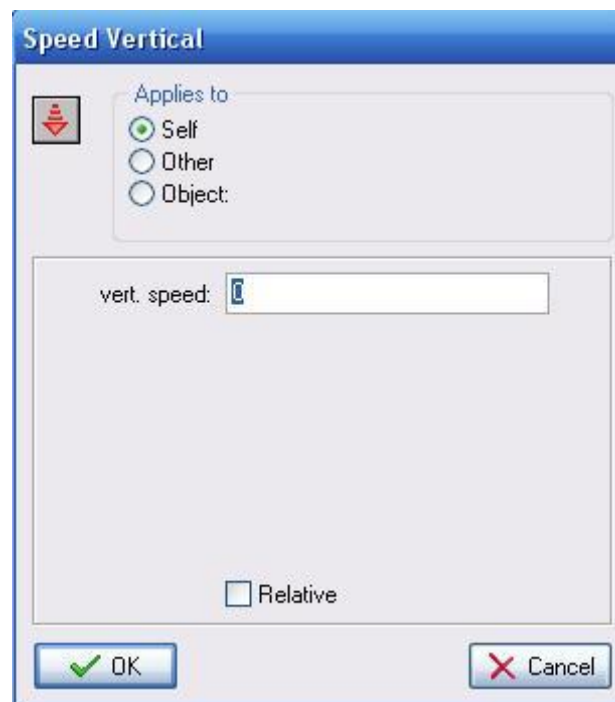 Speed Vertical
Applies to
Self
Other
Object:
vert. speed: 0
Relative
OK
Cancel